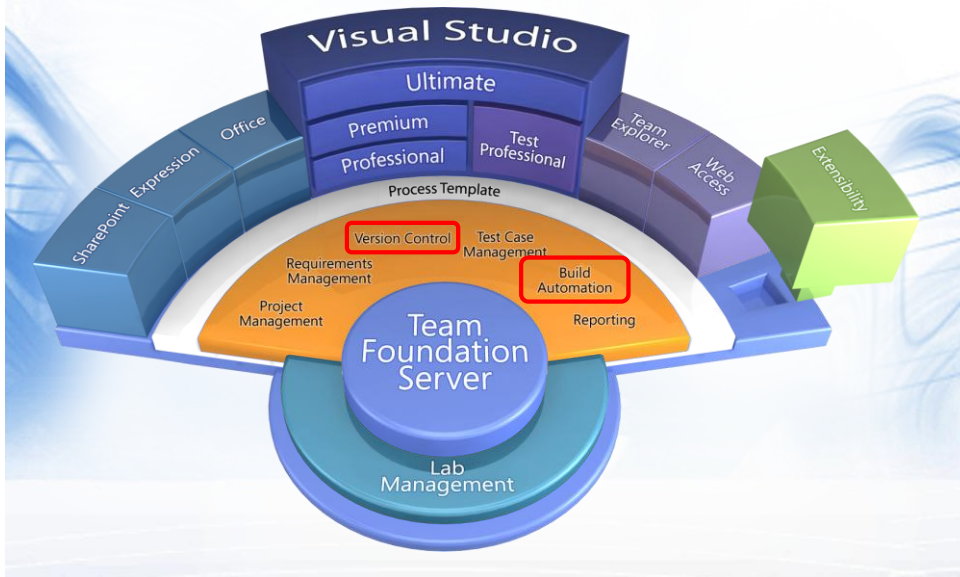 Visual Studio
Ultimate
Premium
Professional
Test
Professional
Office
Expression
SharePoint
Team
Explorer
Web
Access
Extensibility
Process Template
Version Control
Test Case
Management
Requirements
Management
Build
Automation
Project
Management
Reporting
Team
Foundation
Server
Lab
Management